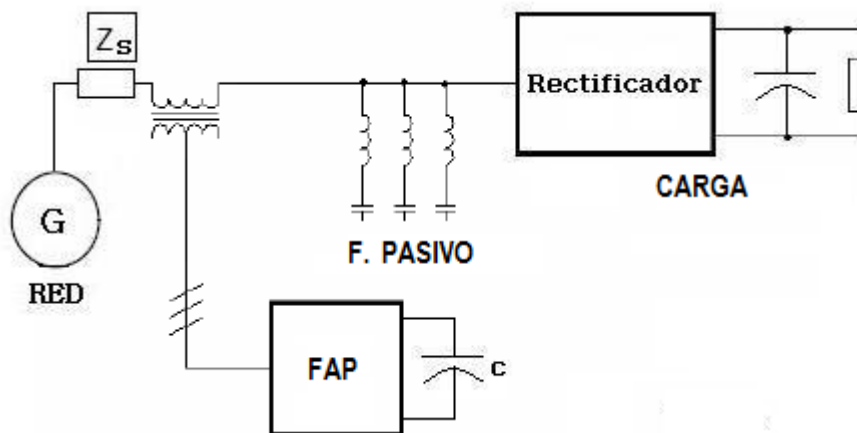 Zs
Rectificador
CARGA
G
F. PASIVO
RED
FAP
C